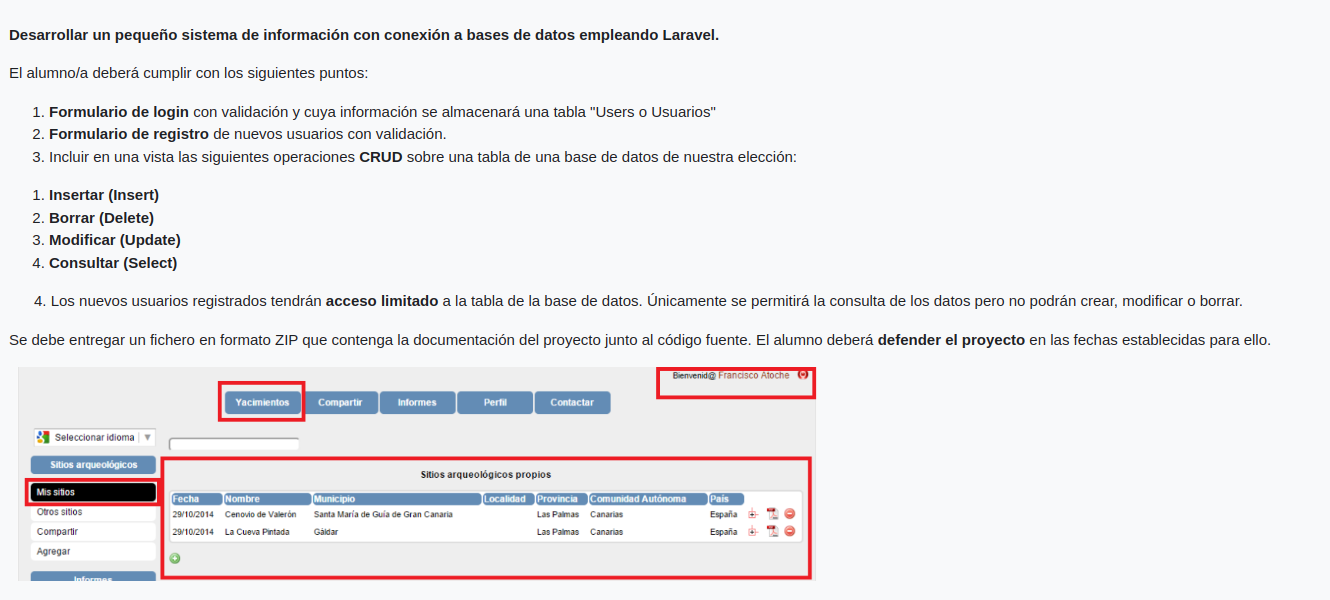 Desarrollar un pequeño sistema de información con conexión a bases de datos empleando Laravel.
El alumno/a deberá cumplir con los siguientes puntos:
1. Formulario de login con validación y cuya información se almacenará una tabla "Users o Usuarios"
2. Formulario de registro de nuevos usuarios con validación.
3. Incluir en una vista las siguientes operaciones CRUD sobre una tabla de una base de datos de nuestra elección:
1. Insertar (Insert)
2. Borrar (Delete)
3. Modificar (Update)
4. Consultar (Select)
4. Los nuevos usuarios registrados tendrán acceso limitado a la tabla de la base de datos. Únicamente se permitirá la consulta de los datos pero no podrán crear, modificar o borrar.
Se debe entregar un fichero en formato ZIP que contenga la documentación del proyecto junto al código fuente. El alumno deberá defender el proyecto en las fechas establecidas para ello.
Bienvenid@ Francisco Atoche
Yacimientos Compartir Informes Perfil Contactar
Seleccionar idioma
Sitios arqueológicos
Mis sitios
Otros sitios
Compartir
Agregar
Informes
Sitios arqueológicos propios
Fecha Nombre Municipio Localidad Provincia Comunidad Autónoma País
29/10/2014 Cenovio de Valerón Santa María de Guía de Gran Canaria Las Palmas Canarias España
29/10/2014 La Cueva Pintada Gáldar Las Palmas Canarias España